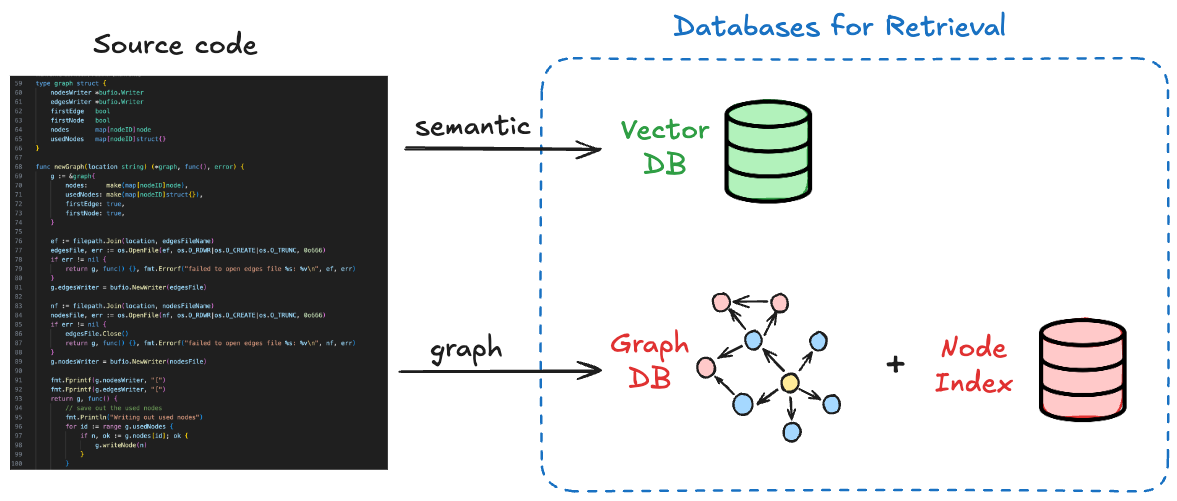 Source code
Databases for Retrieval
59 type graph struct {
60 nodesWriter *bufio.Writer
61 edgesWriter *bufio.Writer
62 firstEdge bool
63 firstNode bool
64 nodes map[nodeID]node
65 usedNodes map[nodeID]struct{}
66 }
67
68 func newGraph(location string) (*graph, func(), error) {
69 g := &graph{
70 nodes: make(map[nodeID]node),
71 usedNodes: make(map[nodeID]struct{}),
72 firstEdge: true,
73 firstNode: true,
74 }
75
76 ef := filepath.Join(location, edgesFileName)
77 edgesFile, err := os.OpenFile(ef, os.O_RDWR|os.O_CREATE|os.O_TRUNC, 0o666)
78 if err != nil {
79 return g, func() {}, fmt.Errorf("failed to open edges file %s: %v\n", ef, err)
80 }
81 g.edgesWriter = bufio.NewWriter(edgesFile)
82
83 nf := filepath.Join(location, nodesFileName)
84 nodesFile, err := os.OpenFile(nf, os.O_RDWR|os.O_CREATE|os.O_TRUNC, 0o666)
85 if err != nil {
86 edgesFile.Close()
87 return g, func() {}, fmt.Errorf("failed to open edges file %s: %v\n", nf, err)
88 }
89 g.nodesWriter = bufio.NewWriter(nodesFile)
90
91 fmt.Fprintf(g.nodesWriter, "[")
92 fmt.Fprintf(g.edgesWriter, "[")
93 return g, func() {
94 // save out the used nodes
95 fmt.Println("Writing out used nodes")
96 for id := range g.usedNodes {
97 if n, ok := g.nodes[id]; ok {
98 g.writeNode(n)
99 }
100 }
semantic
Vector
DB
graph
Graph
DB
+
Node
Index